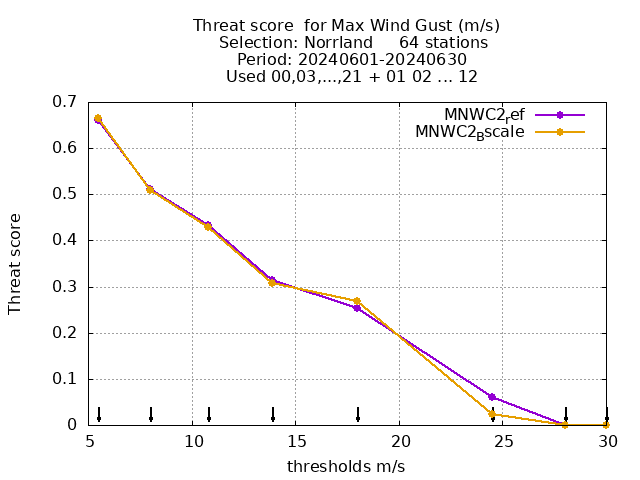 Threat score  for Max Wind Gust (m/s)
Selection: Norrland     64 stations
Period: 20240601-20240630
Used 00,03,...,21 + 01 02 ... 12
MNWC2ref
MNWC2Bscale
0.7
0.6
0.5
0.4
0.3
0.2
0.1
0
Threat score
5 10 15 20 25 30
thresholds m/s